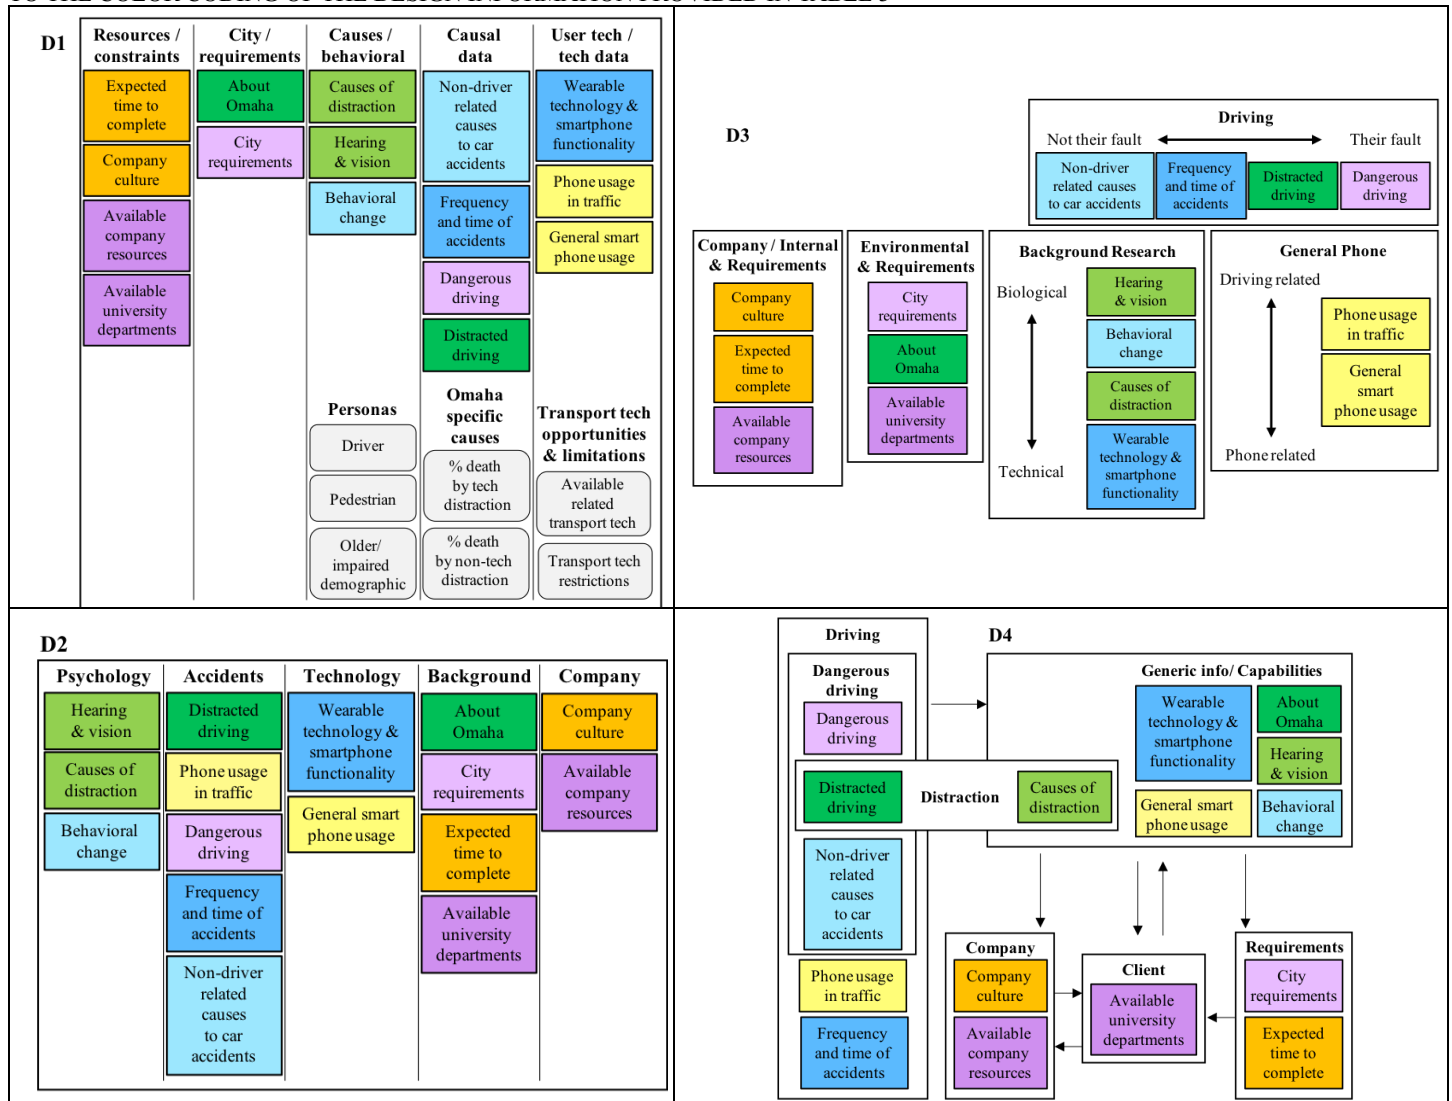 TO THE COLOR CODING OF THE DESIGN INFORMATION PROVIDED IN TABLE
D1
Resources /
constraints
Expected
time to
complete
Company
culture
Available
company
resources
Available
university
departments
City /
requirements
About
Omaha
City
requirements
Causes /
behavioral
Causes of
distraction
Hearing
& vision
Behavioral
change
Personas
Driver
Pedestrian
Older/
impaired
demographic
Causal
data
Non-driver
related
causes
to car
accidents
Frequency
and time of
accidents
Dangerous
driving
Distracted
driving
Omaha
specific
causes
% death
by tech
distraction
% death
by non-tech
distraction
User tech /
tech data
Wearable
technology &
smartphone
functionality
Phone usage
in traffic
General smart
phone usage
Transport tech
opportunities
& limitations
Available
related
transport tech
Transport tech
restrictions
D3
Driving
Not their fault
Their fault
Non-driver
related causes
to car accidents
Frequency
and time of
accidents
Distracted
driving
Dangerous
driving
Company / Internal
& Requirements
Company
culture
Expected
time to
complete
Available
company
resources
Environmental
& Requirements
City
requirements
About
Omaha
Available
university
departments
Background Research
Biological
Technical
Hearing
& vision
Behavioral
change
Causes of
distraction
Wearable
technology &
smartphone
functionality
General Phone
Driving related
Phone related
Phone usage
in traffic
General
smart
phone usage
D2
Psychology
Hearing
& vision
Causes of
distraction
Behavioral
change
Accidents
Distracted
driving
Phone usage
in traffic
Dangerous
driving
Frequency
and time of
accidents
Non-driver
related
causes
to car
accidents
Technology
Wearable
technology &
smartphone
functionality
General smart
phone usage
Background
About
Omaha
City
requirements
Expected
time to
complete
Available
university
departments
Company
Company
culture
Available
company
resources
D4
Driving
Dangerous
driving
Dangerous
driving
Distracted
driving
Distraction
Causes of
distraction
Non-driver
related
causes
to car
accidents
Phone usage
in traffic
Frequency
and time of
accidents
Generic info/ Capabilities
Wearable
technology &
smartphone
functionality
About
Omaha
Hearing
& vision
General smart
phone usage
Behavioral
change
Company
Company
culture
Available
company
resources
Client
Available
university
departments
Requirements
City
requirements
Expected
time to
complete